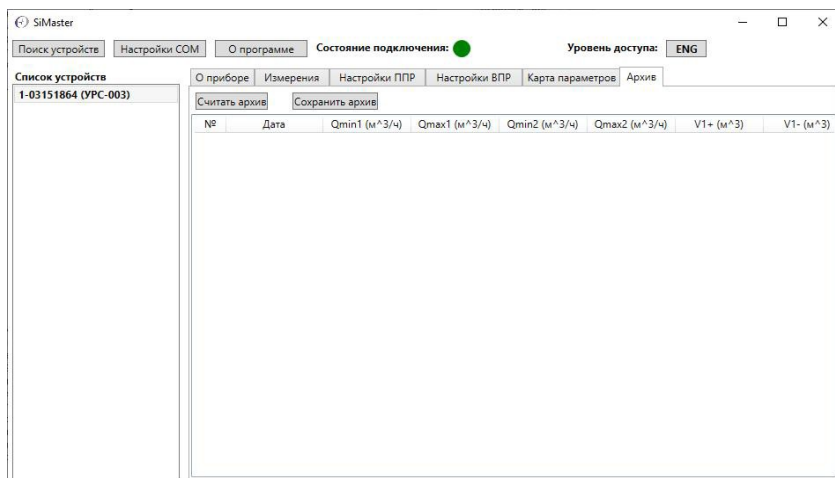 SiMaster
Поиск устройств Настройки COM О программе Состояние подключения: Уровень доступа: ENG
Список устройств
1-03151864 (УРС-003)
О приборе Измерения Настройки ППР Настройки ВПР Карта параметров Архив
Считать архив Сохранить архив
№ Дата Qmin1 (м^3/ч) Qmax1 (м^3/ч) Qmin2 (м^3/ч) Qmax2 (м^3/ч) V1+ (м^3) V1- (м^3)